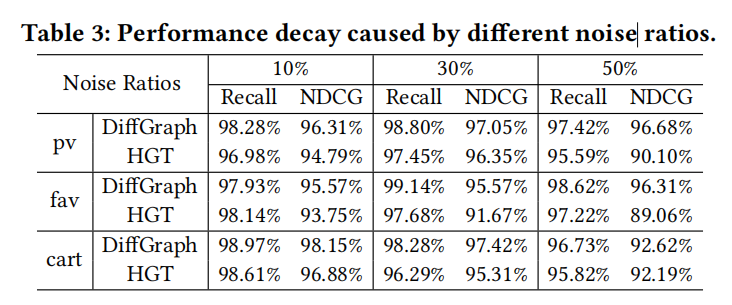 Table 3: Performance decay caused by different noise ratios.
Noise Ratios 10% 30% 50%
Recall NDCG Recall NDCG Recall NDCG
pv DiffGraph 98.28% 96.31% 98.80% 97.05% 97.42% 96.68%
HGT 96.98% 94.79% 97.45% 96.35% 95.59% 90.10%
fav DiffGraph 97.93% 95.57% 99.14% 95.57% 98.62% 96.31%
HGT 98.14% 93.75% 97.68% 91.67% 97.22% 89.06%
cart DiffGraph 98.97% 98.15% 98.28% 97.42% 96.73% 92.62%
HGT 98.61% 96.88% 96.29% 95.31% 95.82% 92.19%